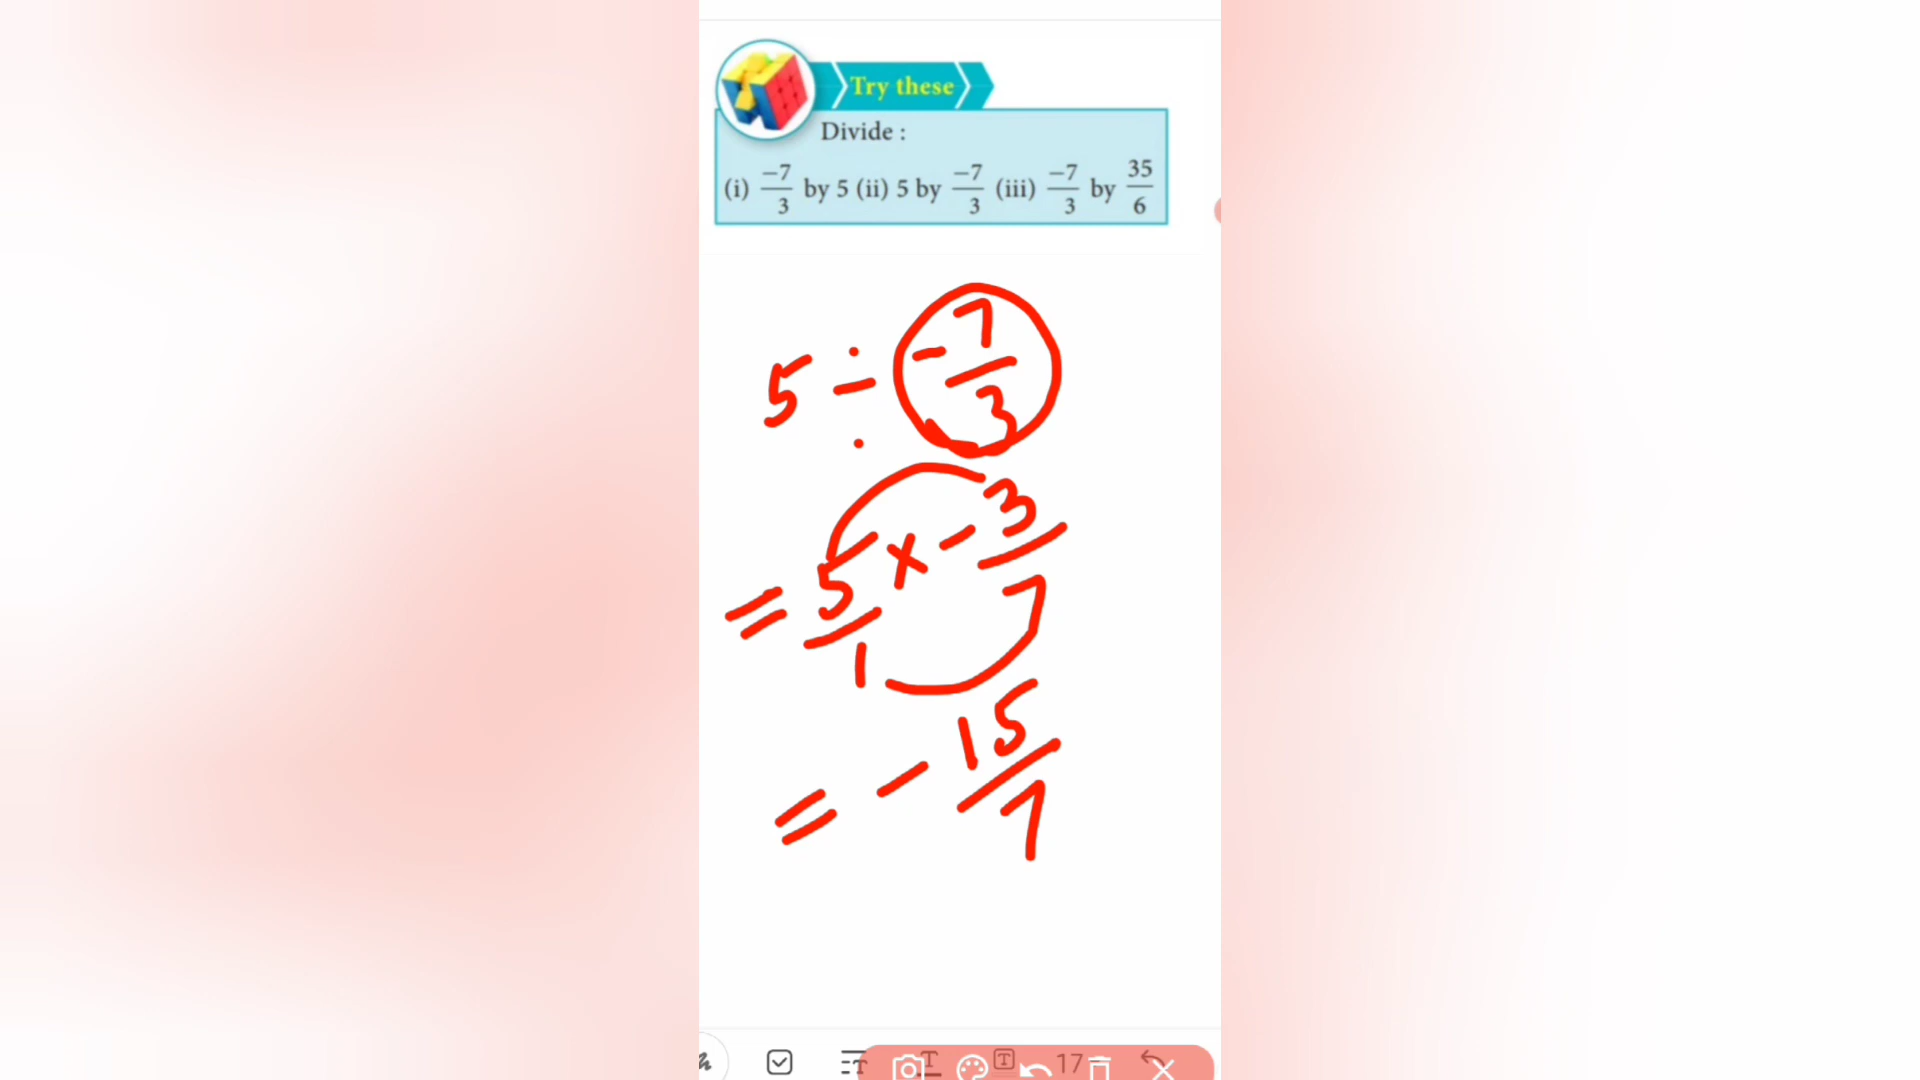 Try these
Divide :
(i) -7/3 by 5 (ii) 5 by -7/3 (iii) -7/3 by 35/6
5 ÷ -7/3
= 5/1 × -3/7
= -15/7
T T 17